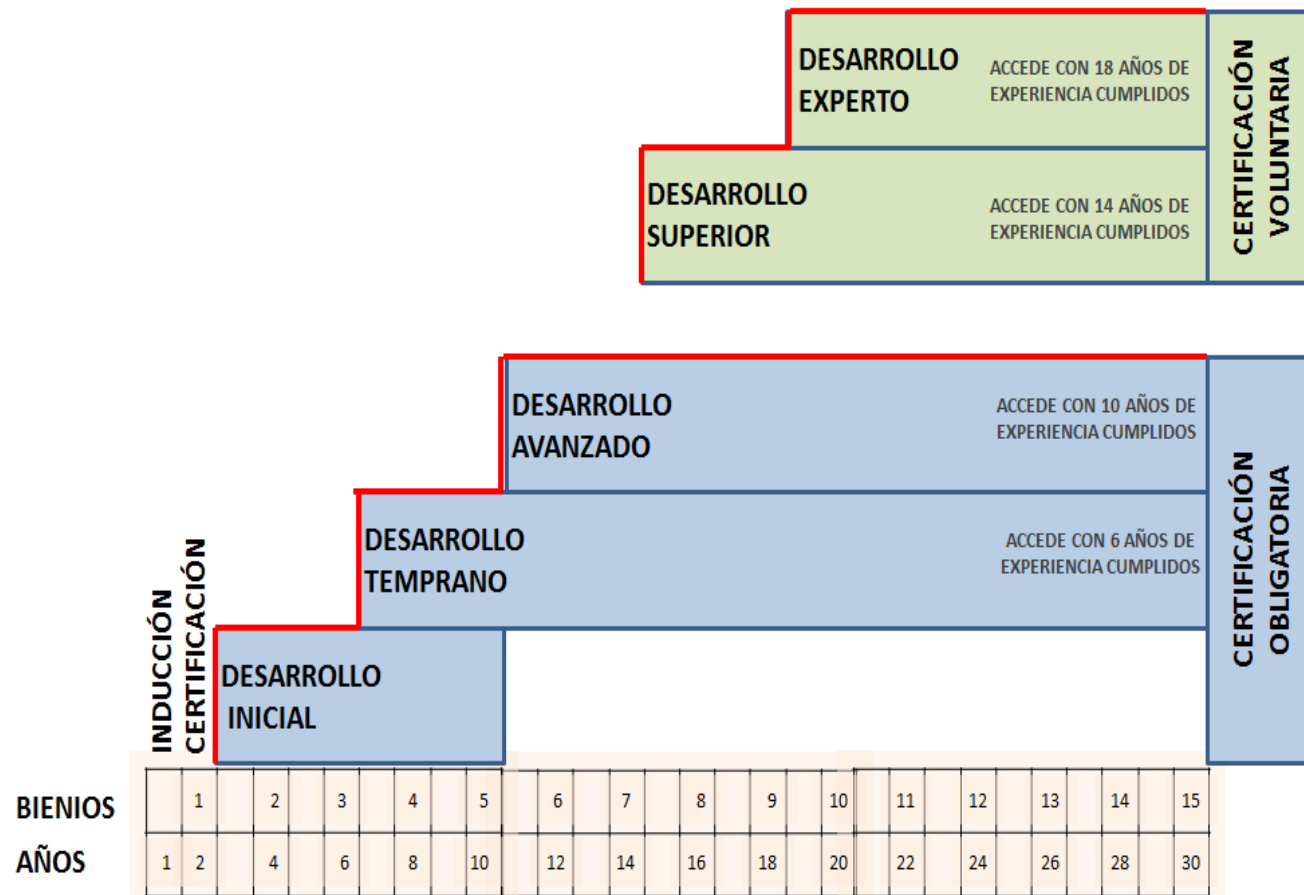 DESARROLLO
EXPERTO
ACCEDE CON 18 AÑOS DE
EXPERIENCIA CUMPLIDOS
DESARROLLO
SUPERIOR
ACCEDE CON 14 AÑOS DE
EXPERIENCIA CUMPLIDOS
CERTIFICACIÓN
VOLUNTARIA
DESARROLLO
AVANZADO
ACCEDE CON 10 AÑOS DE
EXPERIENCIA CUMPLIDOS
DESARROLLO
TEMPRANO
ACCEDE CON 6 AÑOS DE
EXPERIENCIA CUMPLIDOS
CERTIFICACIÓN
OBLIGATORIA
INDUCCIÓN
CERTIFICACIÓN
DESARROLLO
INICIAL
BIENIOS 1 2 3 4 5 6 7 8 9 10 11 12 13 14 15
AÑOS 1 2 4 6 8 10 12 14 16 18 20 22 24 26 28 30